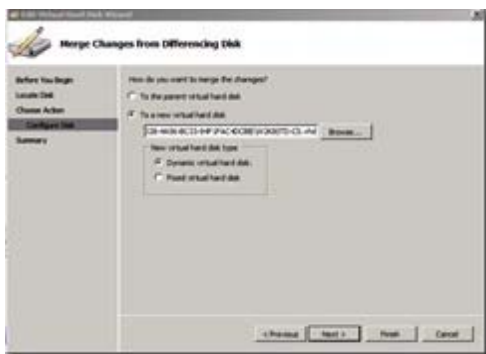 Edit Virtual Hard Disk Wizard
Merge Changes from Differencing Disk
Before You Begin
Locate Disk
Choose Action
Configure Disk
Summary
How do you want to merge the changes?
To the parent virtual hard disk
To a new virtual hard disk
Browse...
New virtual hard disk type
Dynamic virtual hard disk.
Fixed virtual hard disk
< Previous
Next >
Finish
Cancel